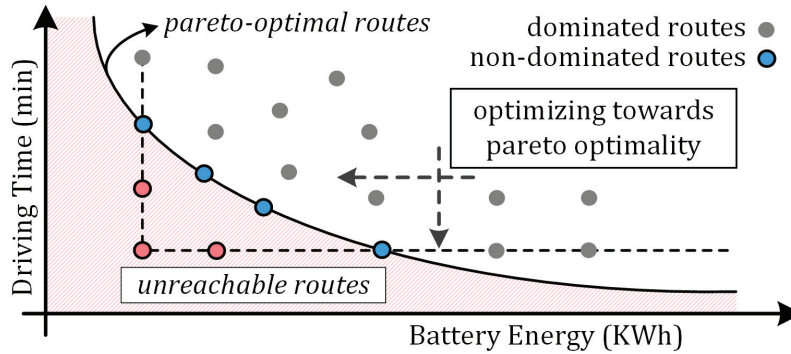 pareto-optimal routes
dominated routes
non-dominated routes
optimizing towards
pareto optimality
Driving Time (min)
unreachable routes
Battery Energy (KWh)